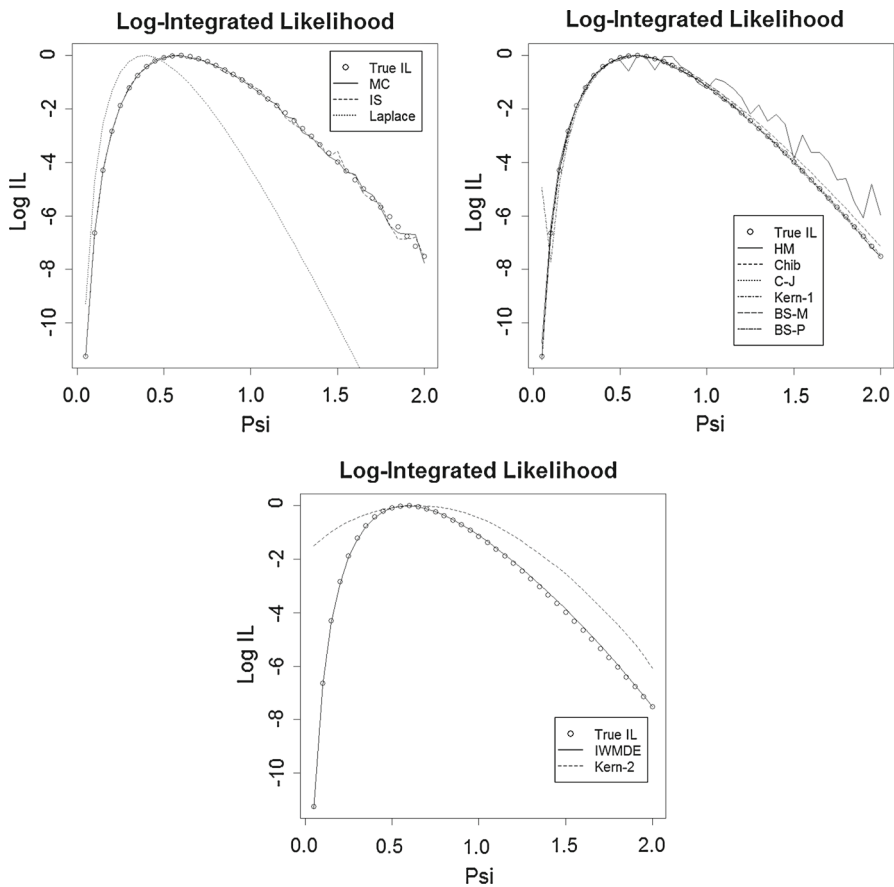 Log-Integrated Likelihood
Log IL
0
-2
-4
-6
-8
-10
True IL
MC
IS
Laplace
0.0 0.5 1.0 1.5 2.0
Psi
Log-Integrated Likelihood
Log IL
0
-2
-4
-6
-8
-10
True IL
HM
Chib
C-J
Kern-1
BS-M
BS-P
0.0 0.5 1.0 1.5 2.0
Psi
Log-Integrated Likelihood
Log IL
0
-2
-4
-6
-8
-10
True IL
IWMDE
Kern-2
0.0 0.5 1.0 1.5 2.0
Psi